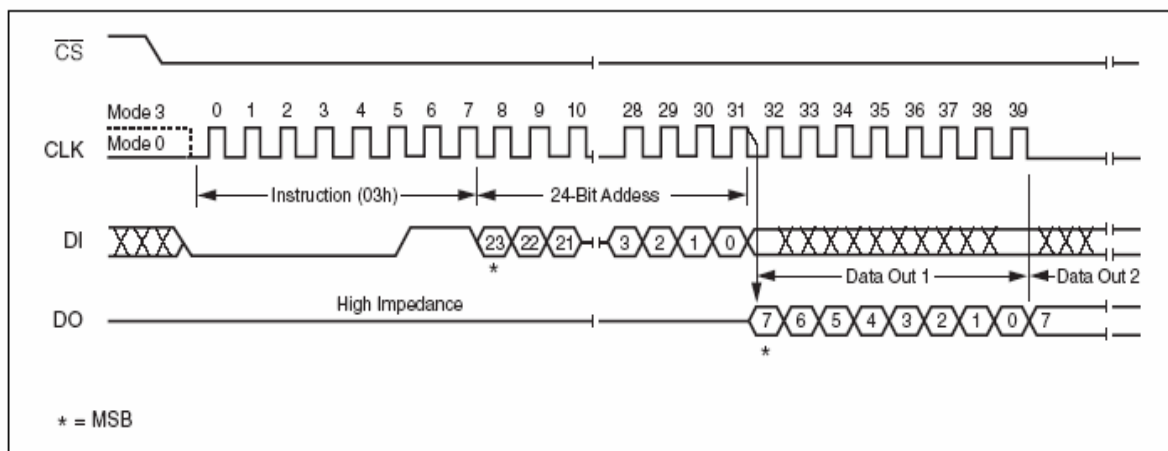 CS
Mode 3 0 1 2 3 4 5 6 7 8 9 10 28 29 30 31 32 33 34 35 36 37 38 39
CLK Mode 0
Instruction (03h) 24-Bit Addess
DI 23 22 21 3 2 1 0
* Data Out 1 Data Out 2
High Impedance
DO 7 6 5 4 3 2 1 0 7
*
* = MSB